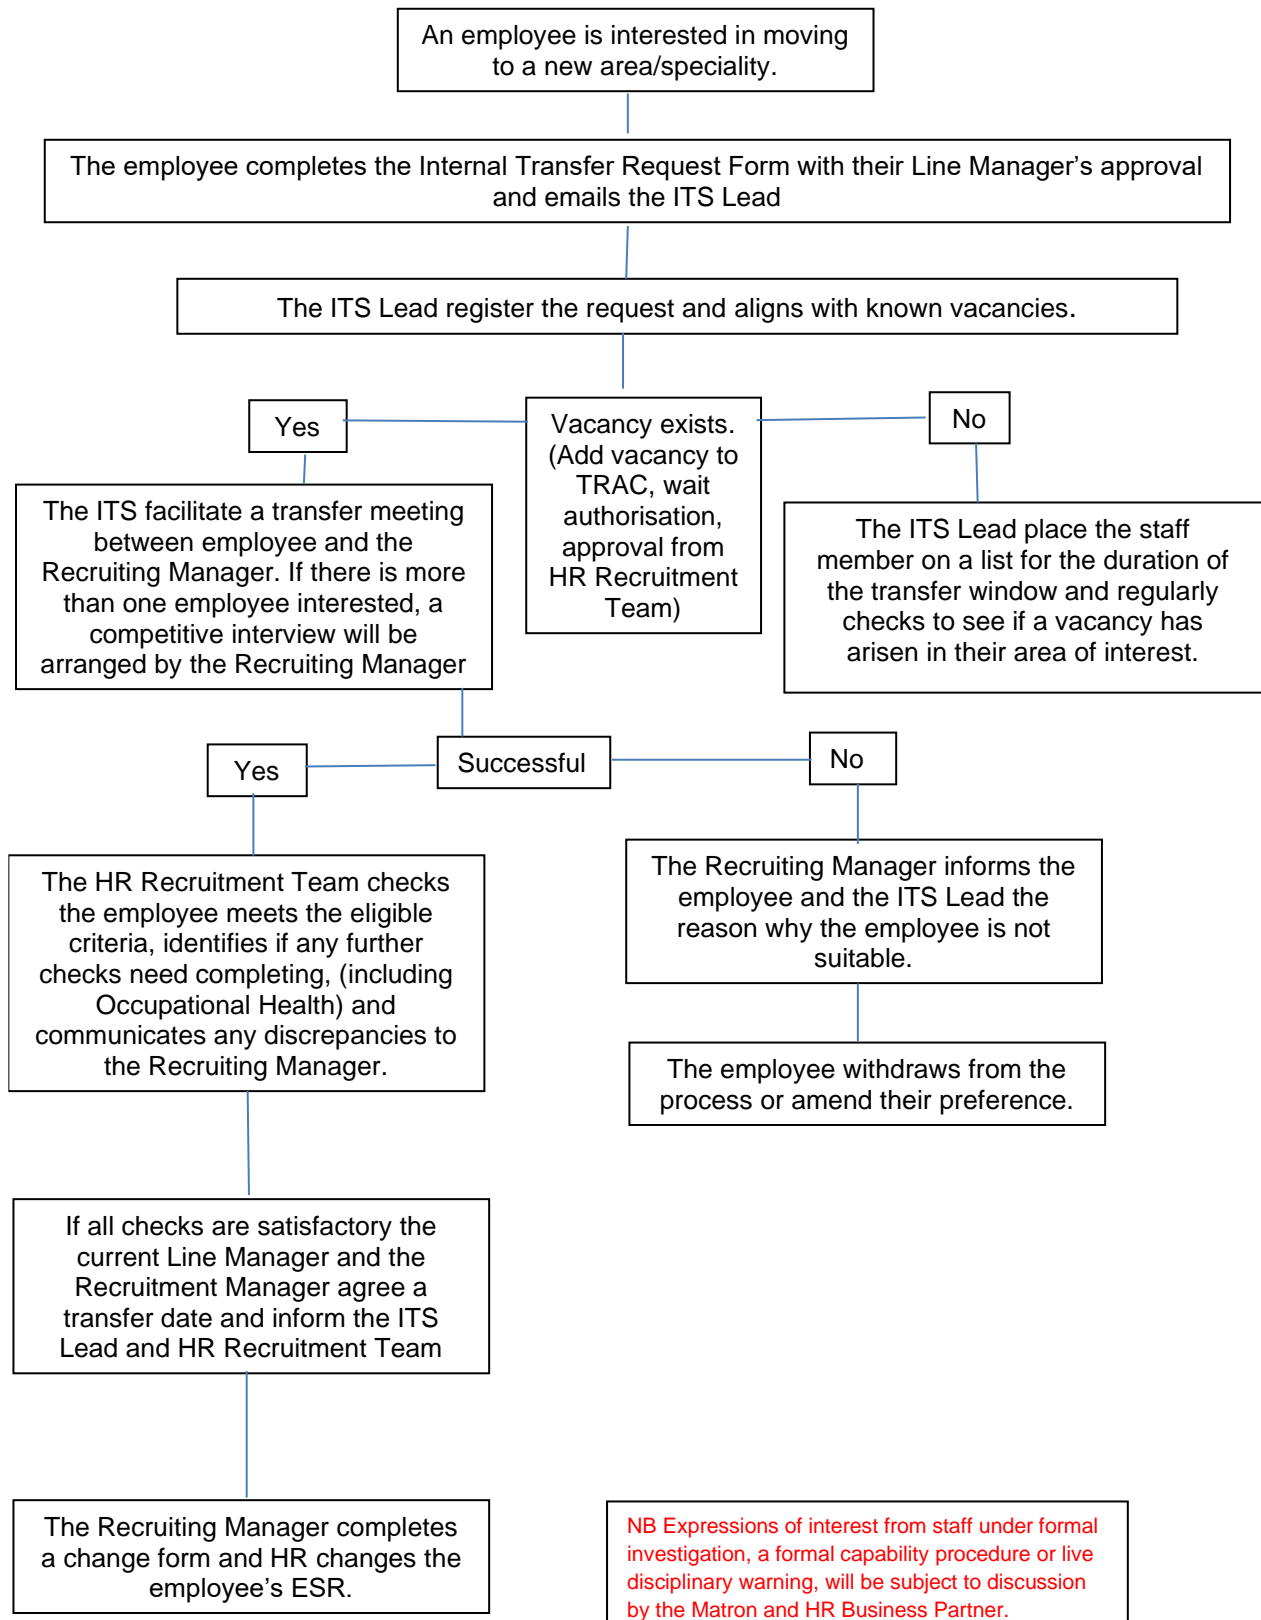 An employee is interested in moving
to a new area/speciality.
The employee completes the Internal Transfer Request Form with their Line Manager’s approval
and emails the ITS Lead
The ITS Lead register the request and aligns with known vacancies.
Yes
Vacancy exists.
(Add vacancy to
TRAC, wait
authorisation,
approval from
HR Recruitment
Team)
No
The ITS facilitate a transfer meeting
between employee and the
Recruiting Manager. If there is more
than one employee interested, a
competitive interview will be
arranged by the Recruiting Manager
The ITS Lead place the staff
member on a list for the duration of
the transfer window and regularly
checks to see if a vacancy has
arisen in their area of interest.
Yes
Successful
No
The HR Recruitment Team checks
the employee meets the eligible
criteria, identifies if any further
checks need completing, (including
Occupational Health) and
communicates any discrepancies to
the Recruiting Manager.
The Recruiting Manager informs the
employee and the ITS Lead the
reason why the employee is not
suitable.
The employee withdraws from the
process or amend their preference.
If all checks are satisfactory the
current Line Manager and the
Recruitment Manager agree a
transfer date and inform the ITS
Lead and HR Recruitment Team
The Recruiting Manager completes
a change form and HR changes the
employee’s ESR.
NB Expressions of interest from staff under formal
investigation, a formal capability procedure or live
disciplinary warning, will be subject to discussion
by the Matron and HR Business Partner.